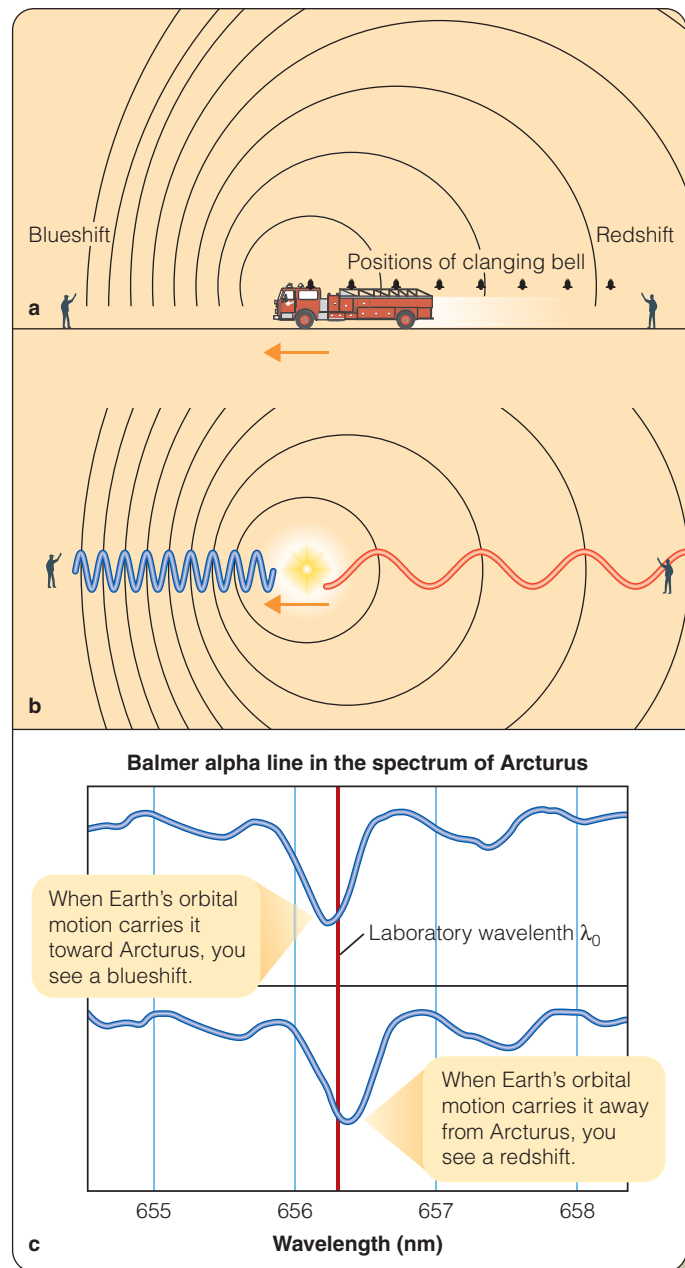 Blueshift
Redshift
Positions of clanging bell
a
b
Balmer alpha line in the spectrum of Arcturus
When Earth's orbital
motion carries it
toward Arcturus, you
see a blueshift.
Laboratory wavelenth λ₀
When Earth's orbital
motion carries it away
from Arcturus, you
see a redshift.
655 656 657 658
c
Wavelength (nm)